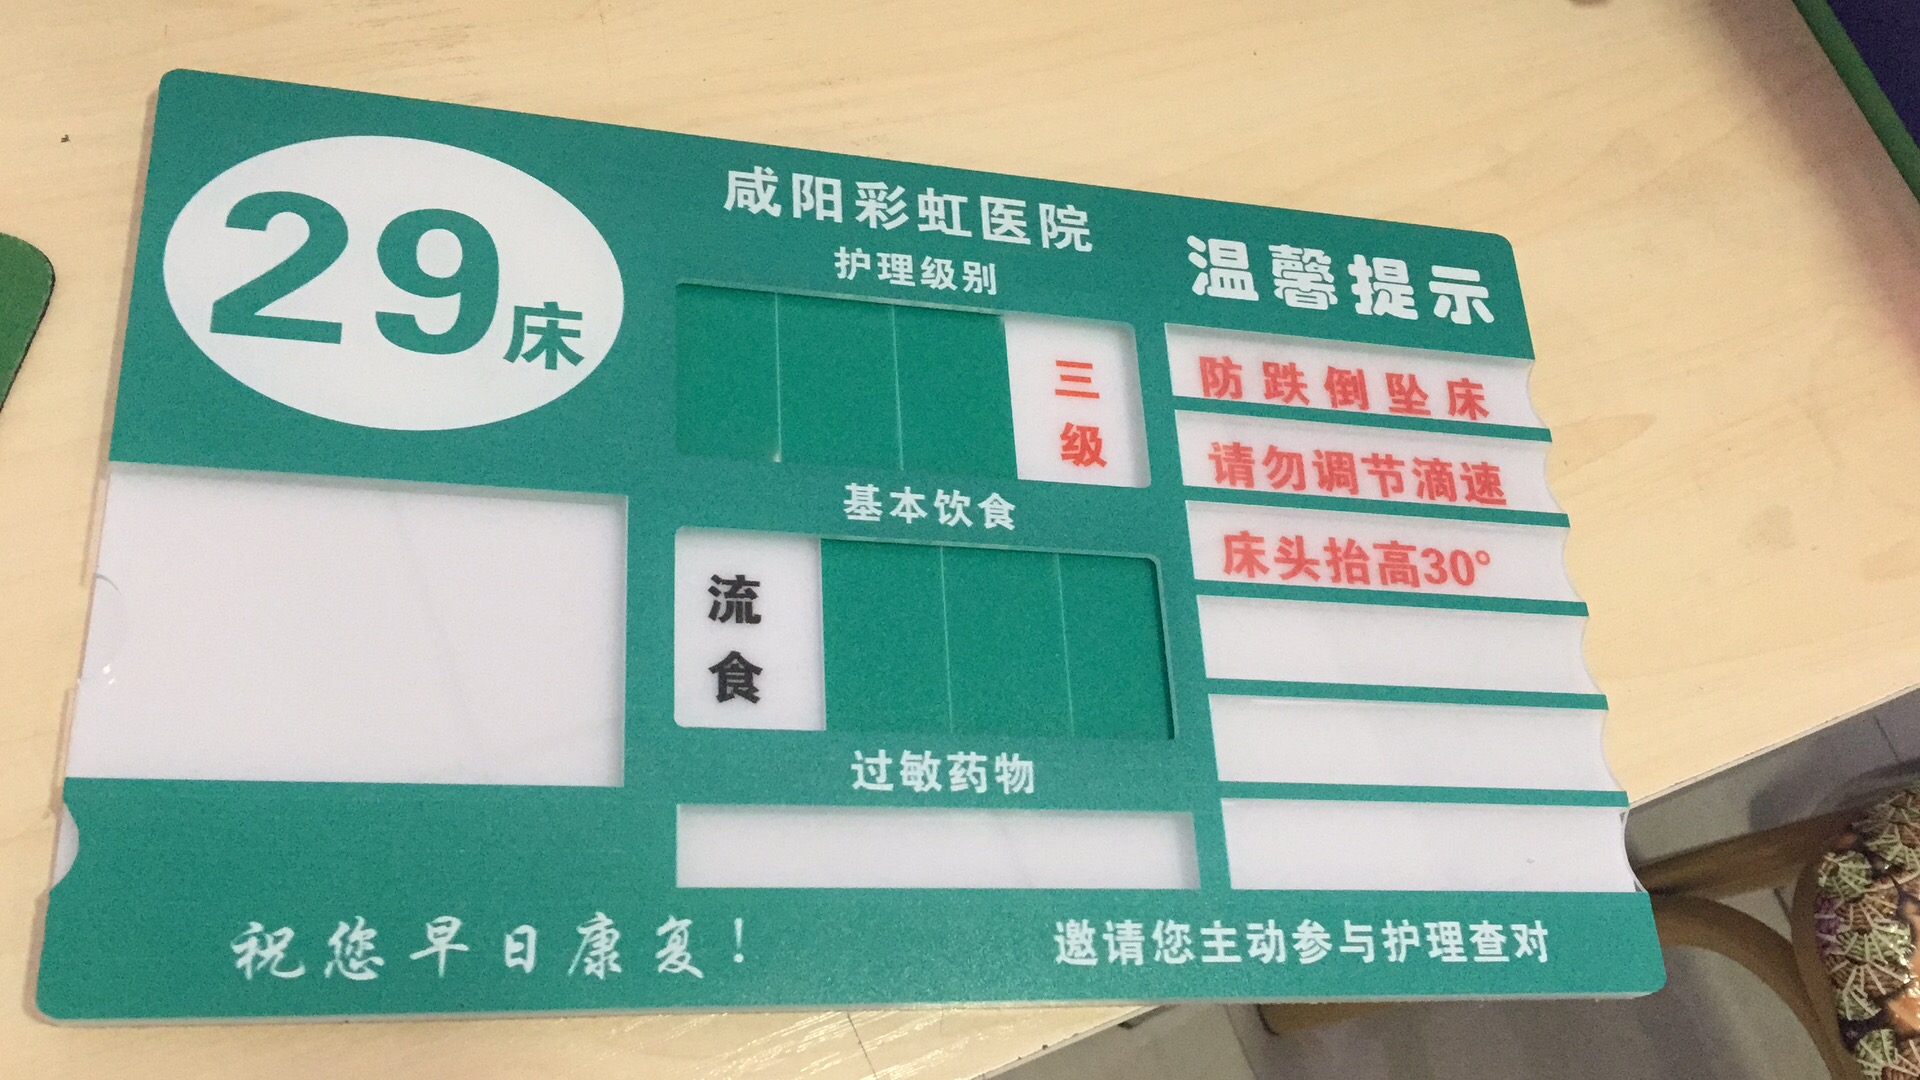 29床
咸阳彩虹医院
护理级别
三级
基本饮食
流食
过敏药物
温馨提示
防跌倒坠床
请勿调节滴速
床头抬高30°
祝您早日康复！
邀请您主动参与护理查对